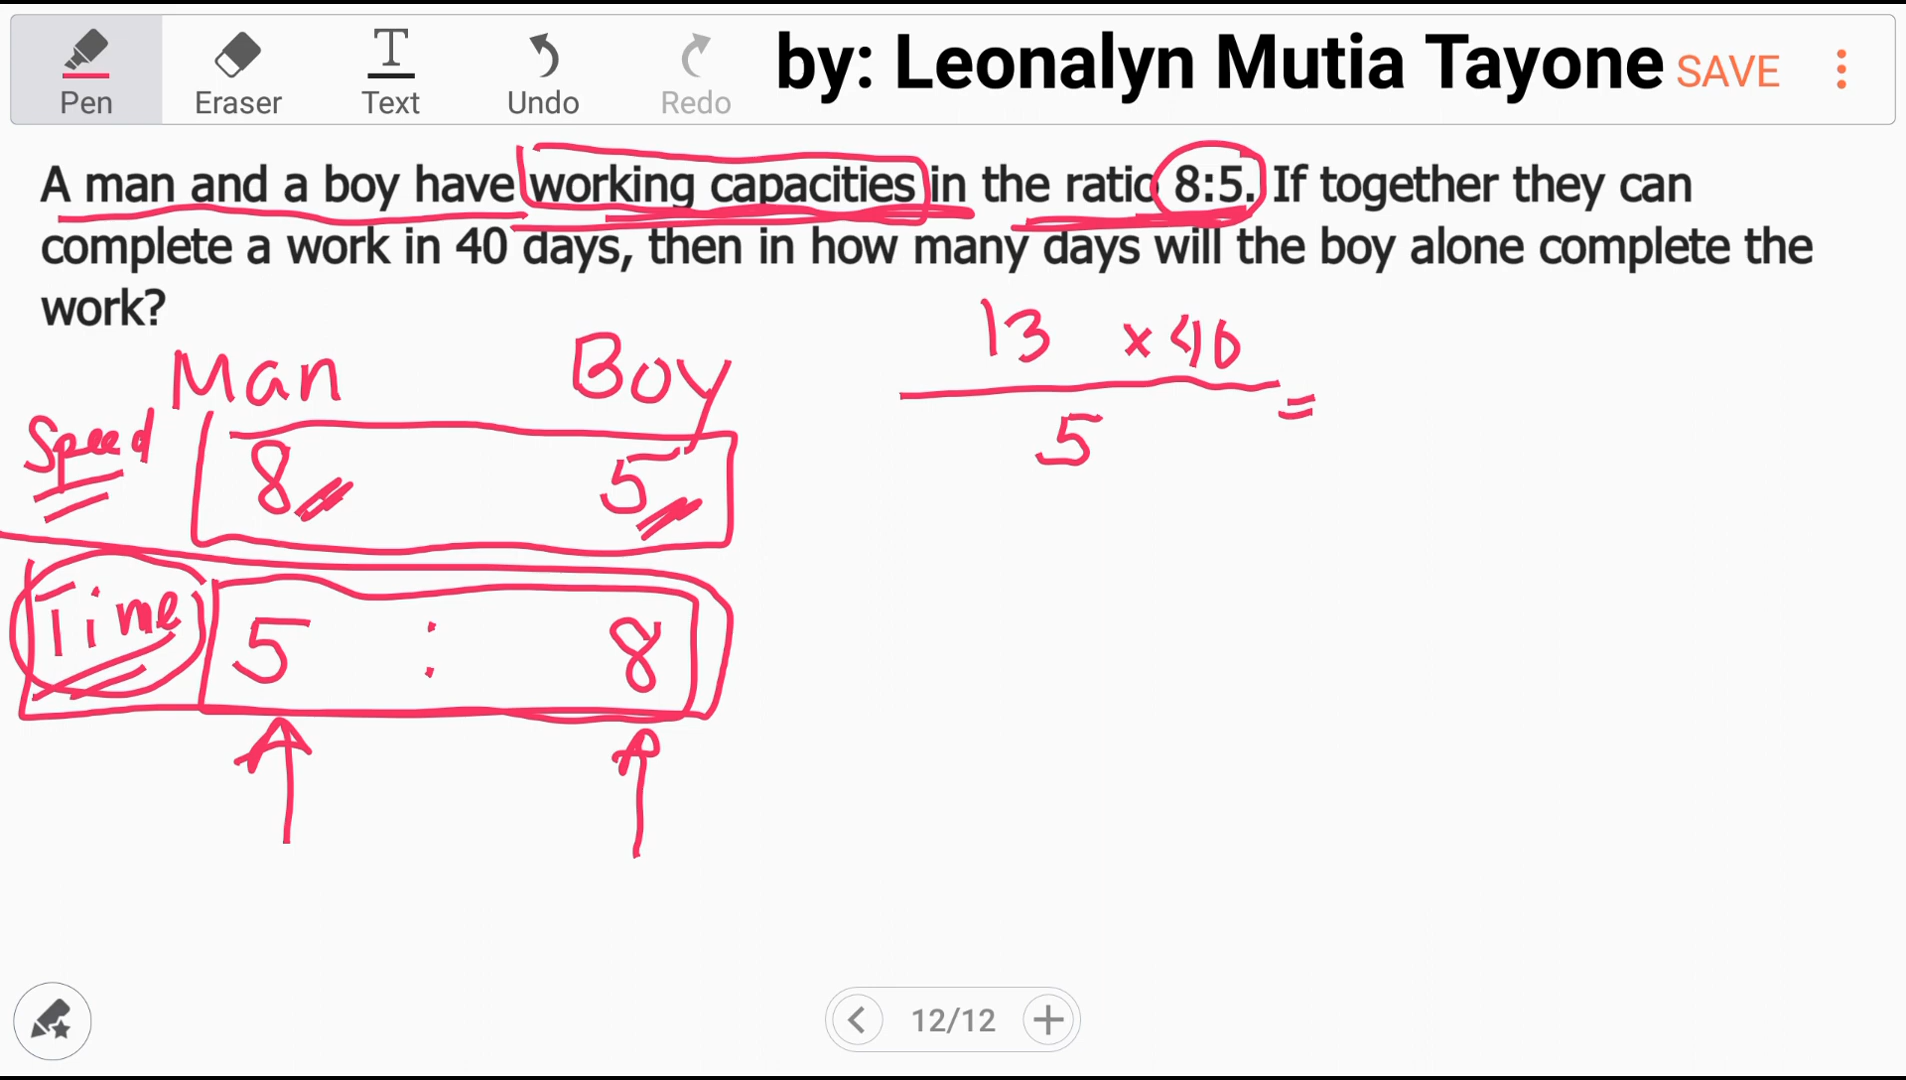 Pen Eraser Text Undo Redo by: Leonalyn Mutia Tayone SAVE
A man and a boy have working capacities in the ratio 8:5. If together they can
complete a work in 40 days, then in how many days will the boy alone complete the
work?
13 × 40
5
=
Man Boy
Speed 8 5
Time 5 : 8
12/12